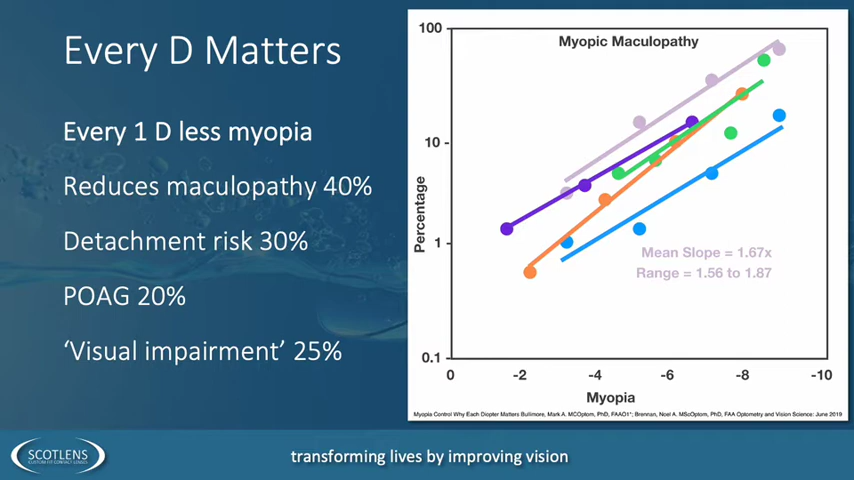 Every D Matters
Every 1 D less myopia
Reduces maculopathy 40%
Detachment risk 30%
POAG 20%
‘Visual impairment’ 25%
Myopic Maculopathy
Percentage
100
10
1
0.1
Mean Slope = 1.67x
Range = 1.56 to 1.87
0 -2 -4 -6 -8 -10
Myopia
Myopia Control Why Each Diopter Matters Bullimore, Mark A. MCOptom, PhD, FAAO1*; Brennan, Noel A. MScOptom, PhD, FAA Optometry and Vision Science: June 2019
SCOTLENS
CUSTOM FIT CONTACT LENSES
transforming lives by improving vision